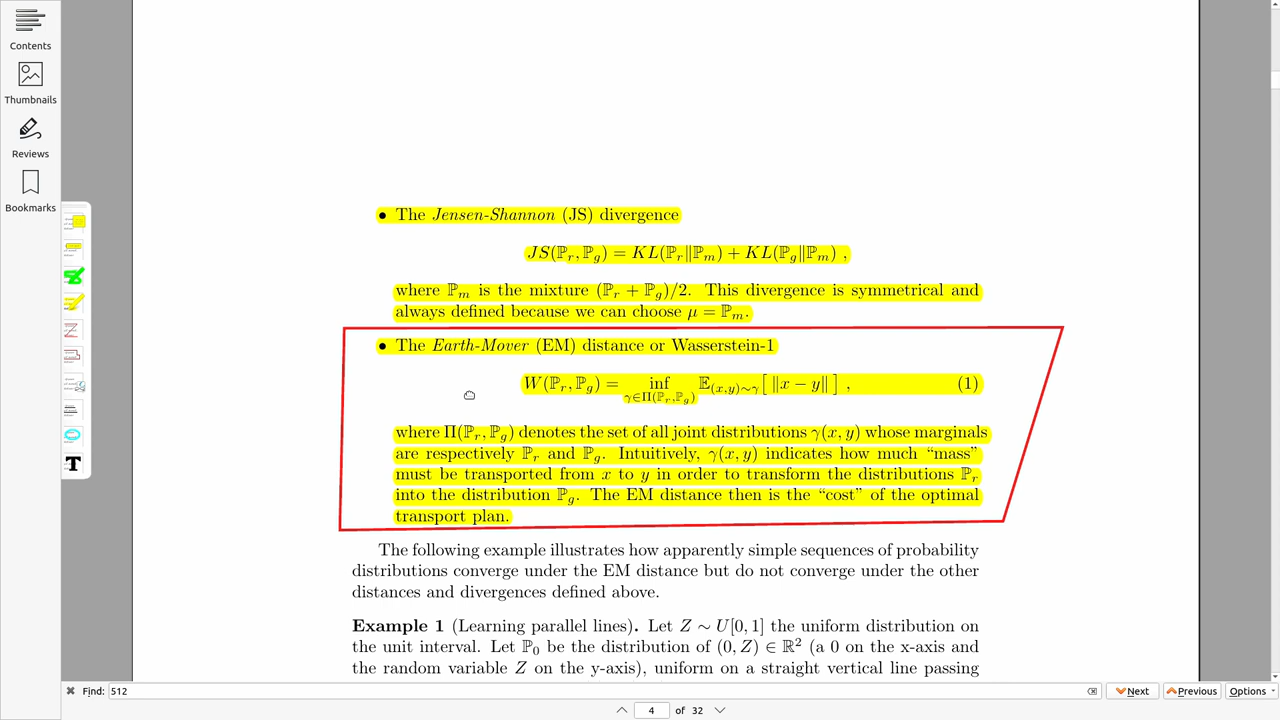 Contents
Thumbnails
Reviews
Bookmarks
T
• The Jensen-Shannon (JS) divergence
JS(ℙr, ℙg) = KL(ℙr‖ℙm) + KL(ℙg‖ℙm) ,
where ℙm is the mixture (ℙr + ℙg)/2. This divergence is symmetrical and
always defined because we can choose μ = ℙm.
• The Earth-Mover (EM) distance or Wasserstein-1
W(ℙr, ℙg) = inf γ∈Π(ℙr,ℙg) 𝔼(x,y)∼γ[ ‖x − y‖ ] , (1)
where Π(ℙr, ℙg) denotes the set of all joint distributions γ(x, y) whose marginals
are respectively ℙr and ℙg. Intuitively, γ(x, y) indicates how much “mass”
must be transported from x to y in order to transform the distributions ℙr
into the distribution ℙg. The EM distance then is the “cost” of the optimal
transport plan.
The following example illustrates how apparently simple sequences of probability
distributions converge under the EM distance but do not converge under the other
distances and divergences defined above.
Example 1 (Learning parallel lines). Let Z ∼ U[0, 1] the uniform distribution on
the unit interval. Let ℙ0 be the distribution of (0, Z) ∈ ℝ² (a 0 on the x-axis and
the random variable Z on the y-axis), uniform on a straight vertical line passing
Find: 512 Next Previous Options
4 of 32